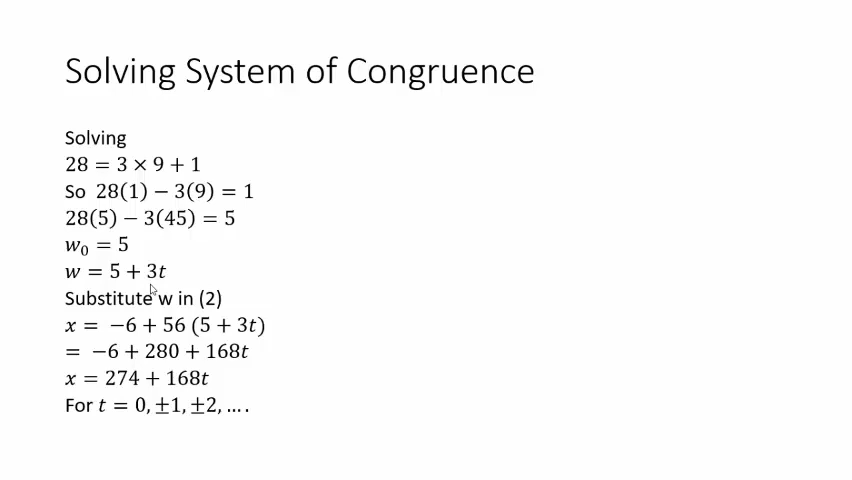 Solving System of Congruence
Solving
28 = 3 × 9 + 1
So 28(1) − 3(9) = 1
28(5) − 3(45) = 5
w₀ = 5
w = 5 + 3t
Substitute w in (2)
x = −6 + 56 (5 + 3t)
= −6 + 280 + 168t
x = 274 + 168t
For t = 0, ±1, ±2, … .